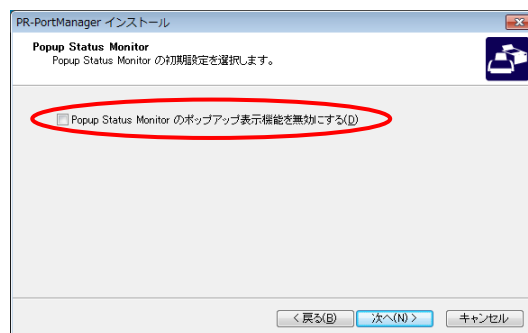 PR-PortManager インストール
Popup Status Monitor
Popup Status Monitor の初期設定を選択します。
Popup Status Monitor のポップアップ表示機能を無効にする(D)
< 戻る(B)
次へ(N) >
キャンセル